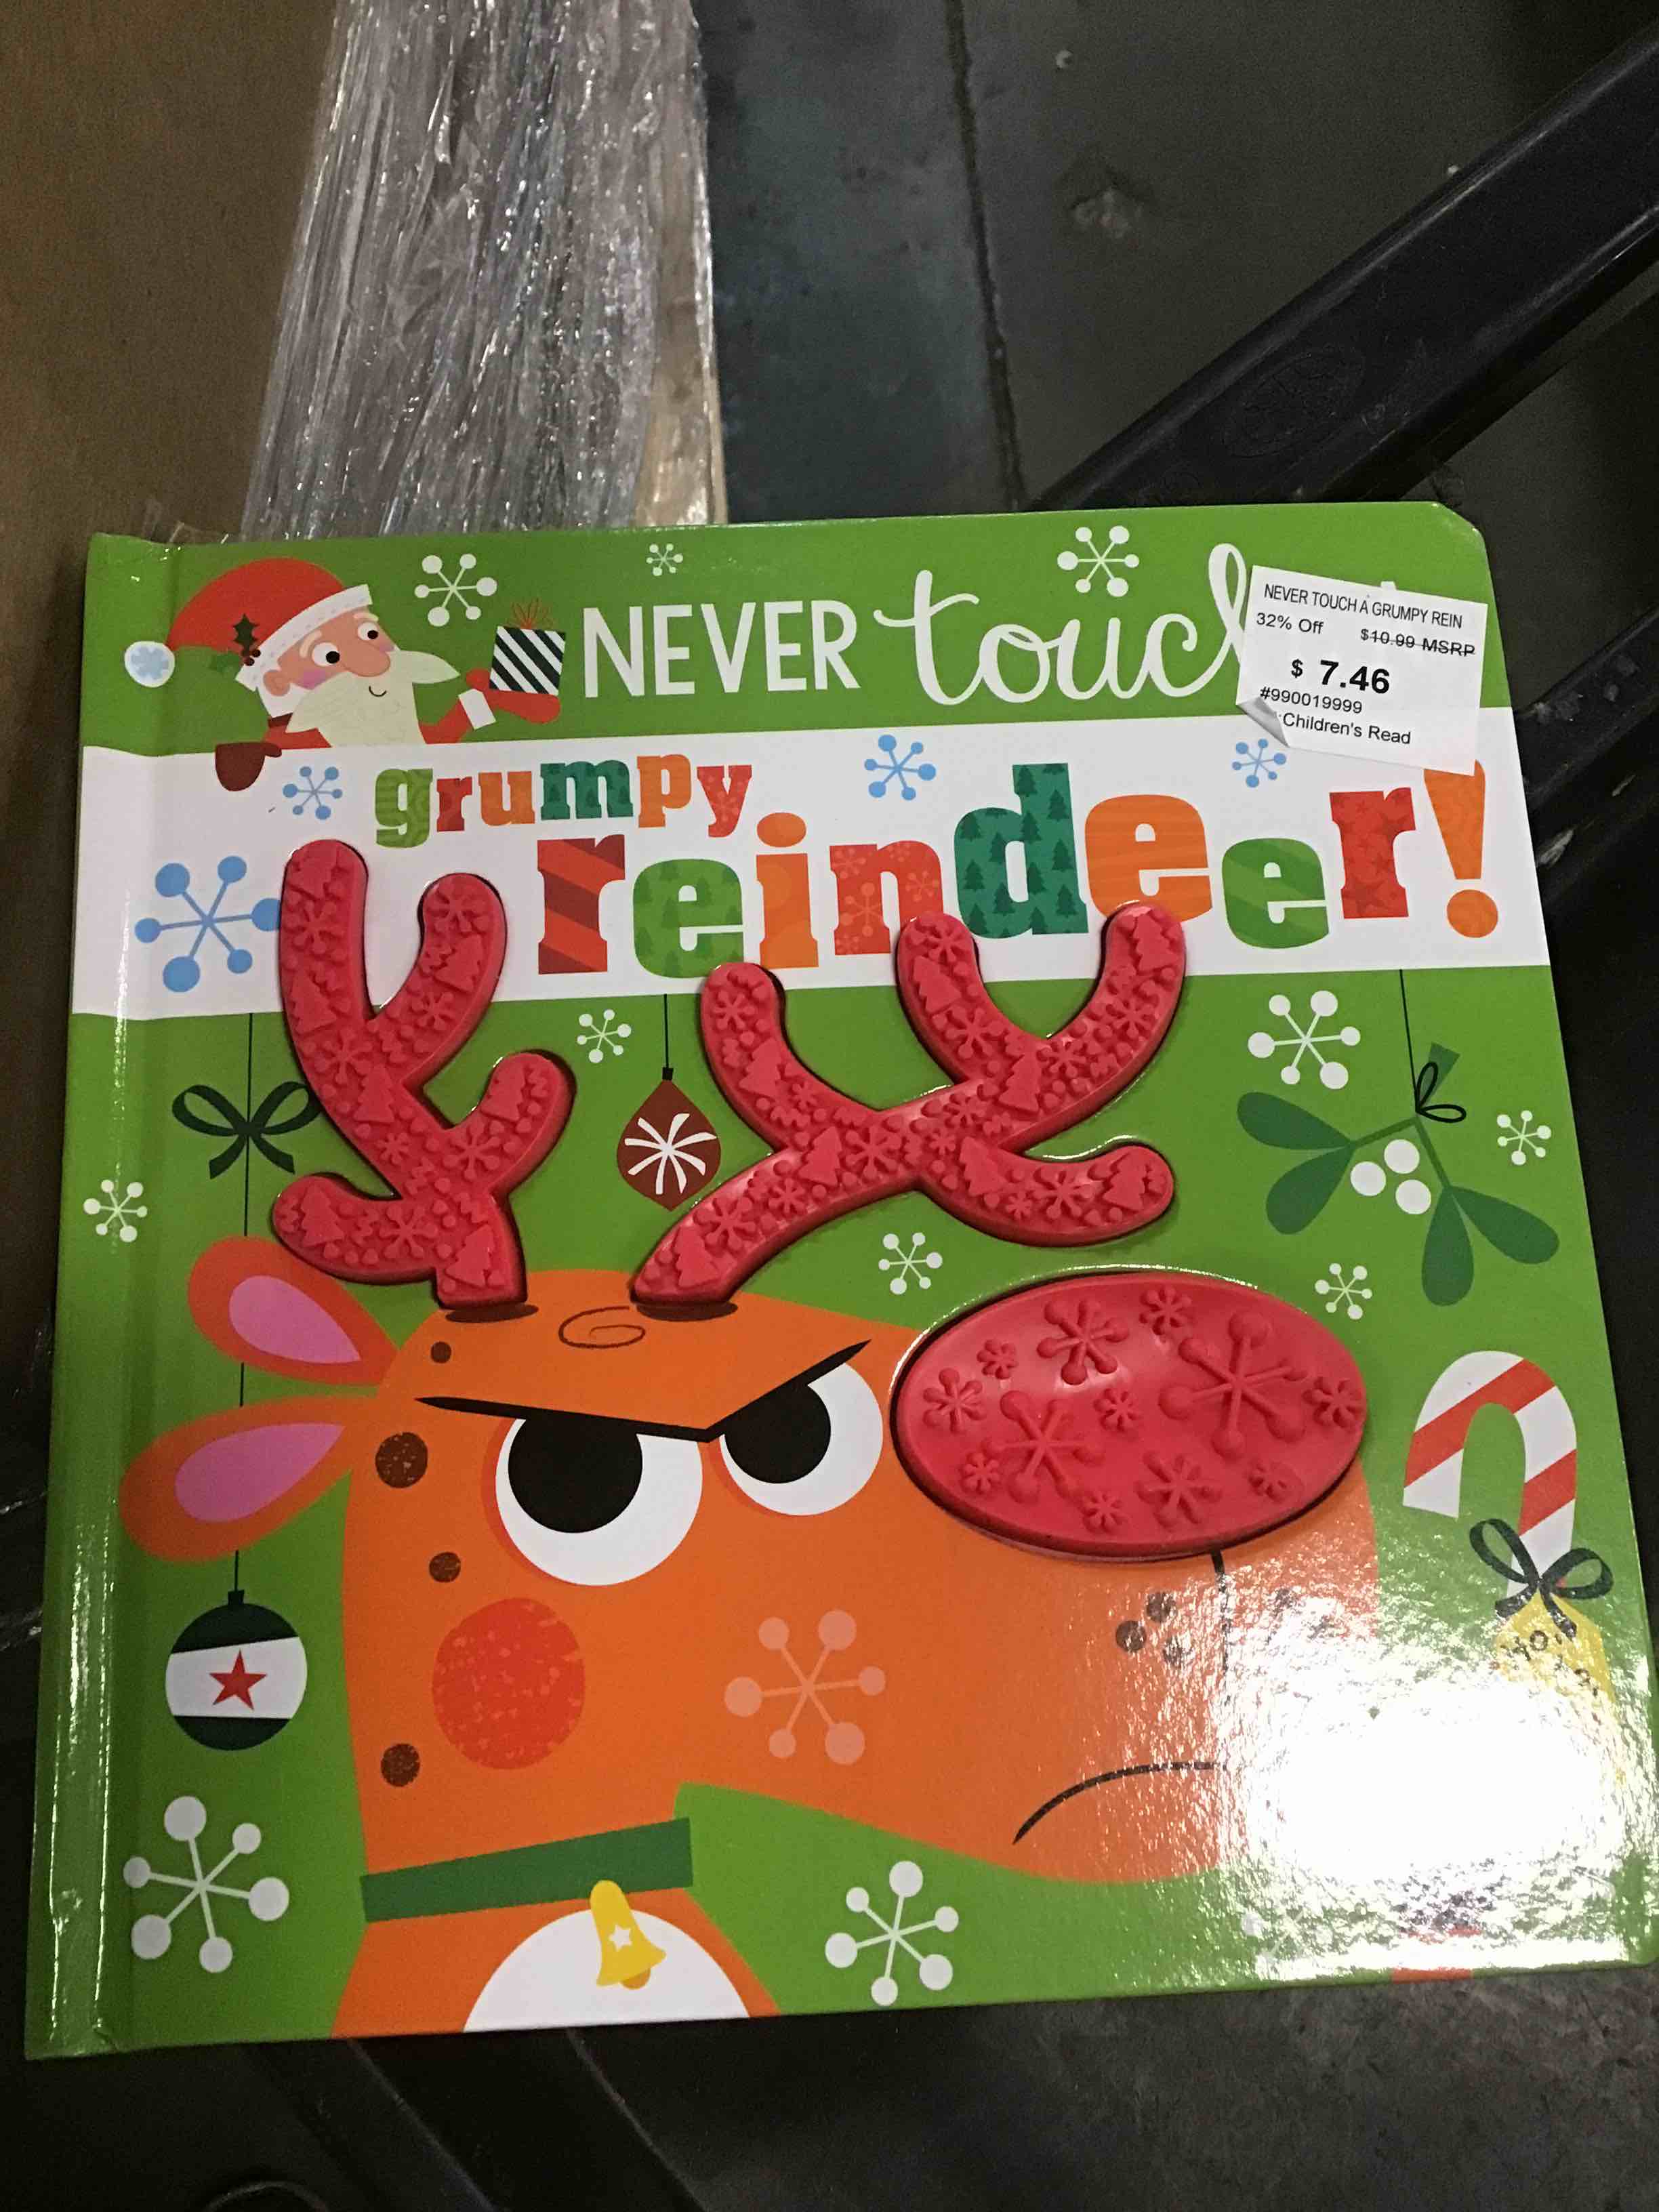 NEVER touc
grumpy
reindeer!
NEVER TOUCH A GRUMPY REIN
32% Off $10.99 MSRP
$ 7.46
#990019999
Children's Read